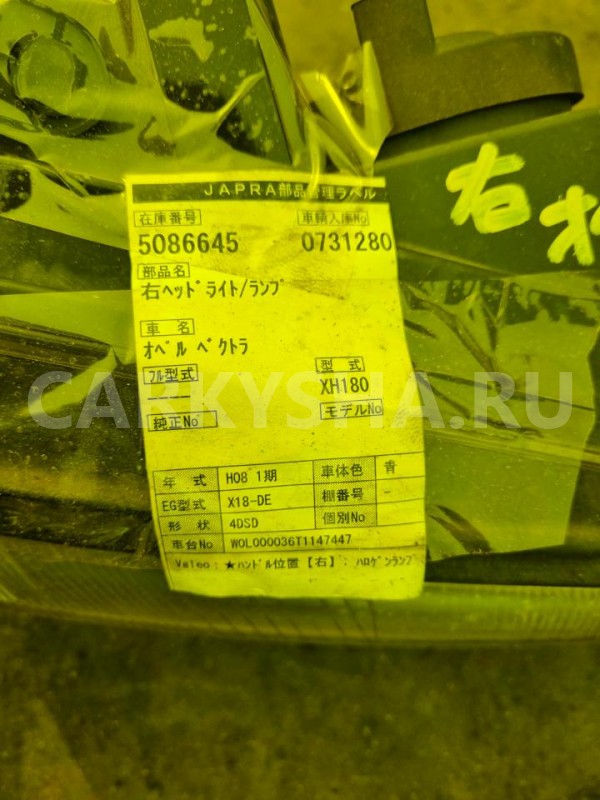 JAPRA部品管理ラベル
右
在庫番号 車輌入庫No
5086645 0731280
部品名
右ヘッドライト/ランプ
車名
オペル ベクトラ
フル型式 型式
XH180
純正No モデルNo
CARKYSHA.RU
年式 H08 1期 車体色 青
EG型式 X18-DE 棚番号
形状 4DSD 個別No
車台No WOL000036T1147447
Valeo: ★ハンドル位置【右】; ハロゲンランプ